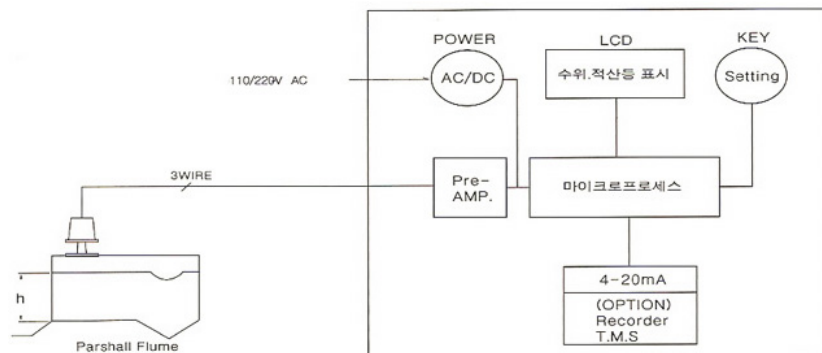 POWER
LCD
KEY
110/229V AC
AC/DC
수위.적산등 표시
Setting
3WIRE
Pre-
AMP.
마이크로프로세스
h
4-20mA
(OPTION)
Recorder
T.M.S
Parshall Flume